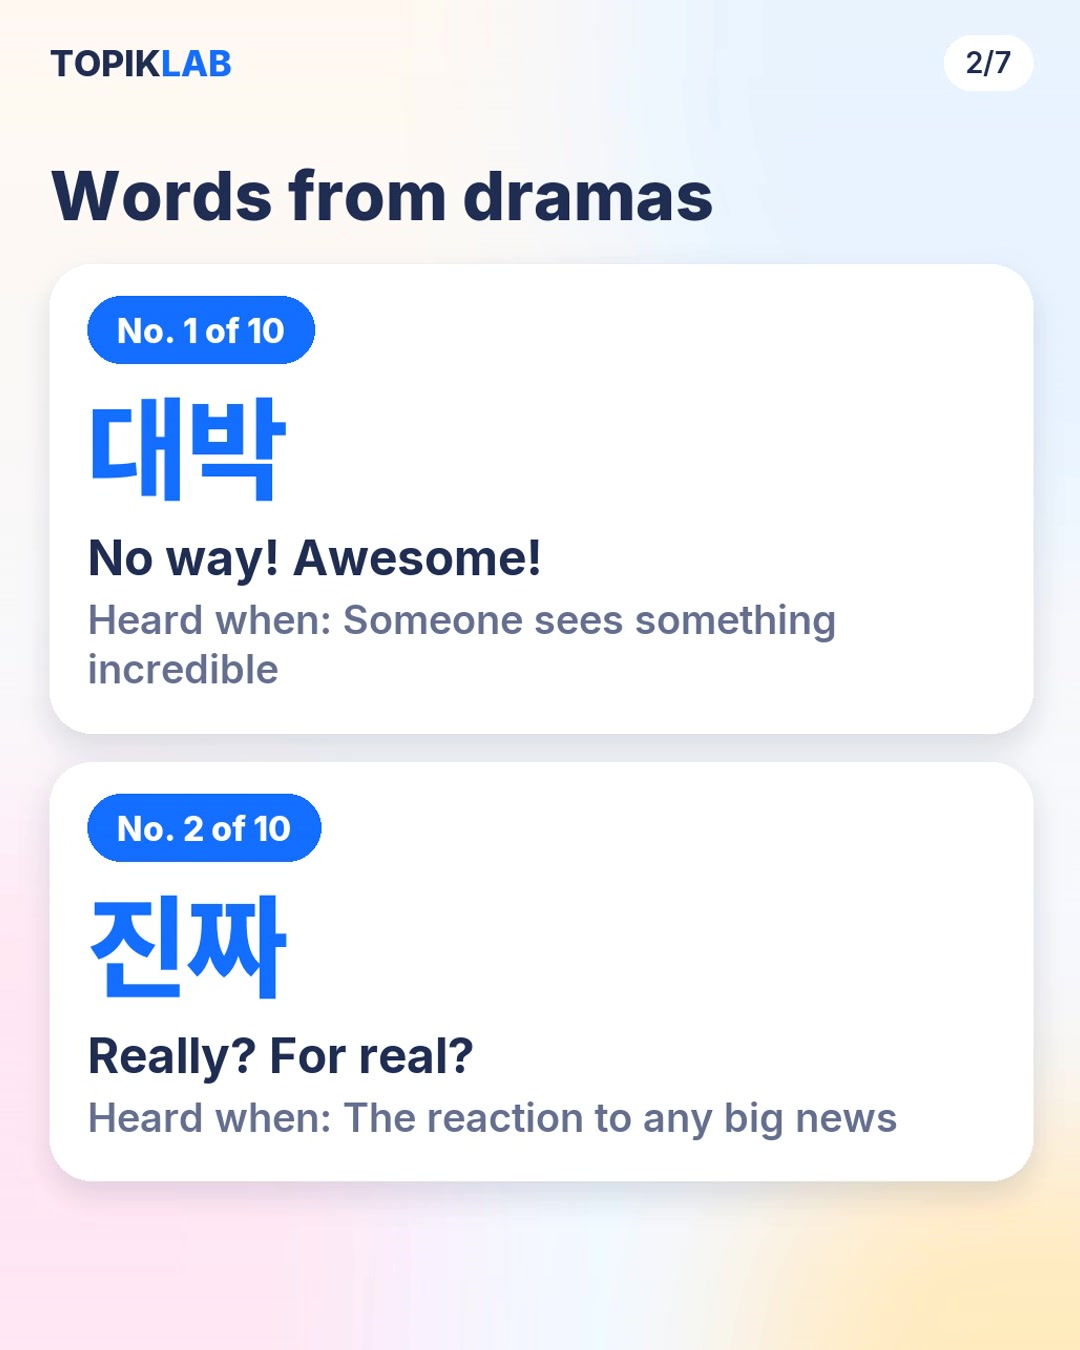 TOPIKLAB
2/7
Words from dramas
No. 1 of 10
대박
No way! Awesome!
Heard when: Someone sees something
incredible
No. 2 of 10
진짜
Really? For real?
Heard when: The reaction to any big news